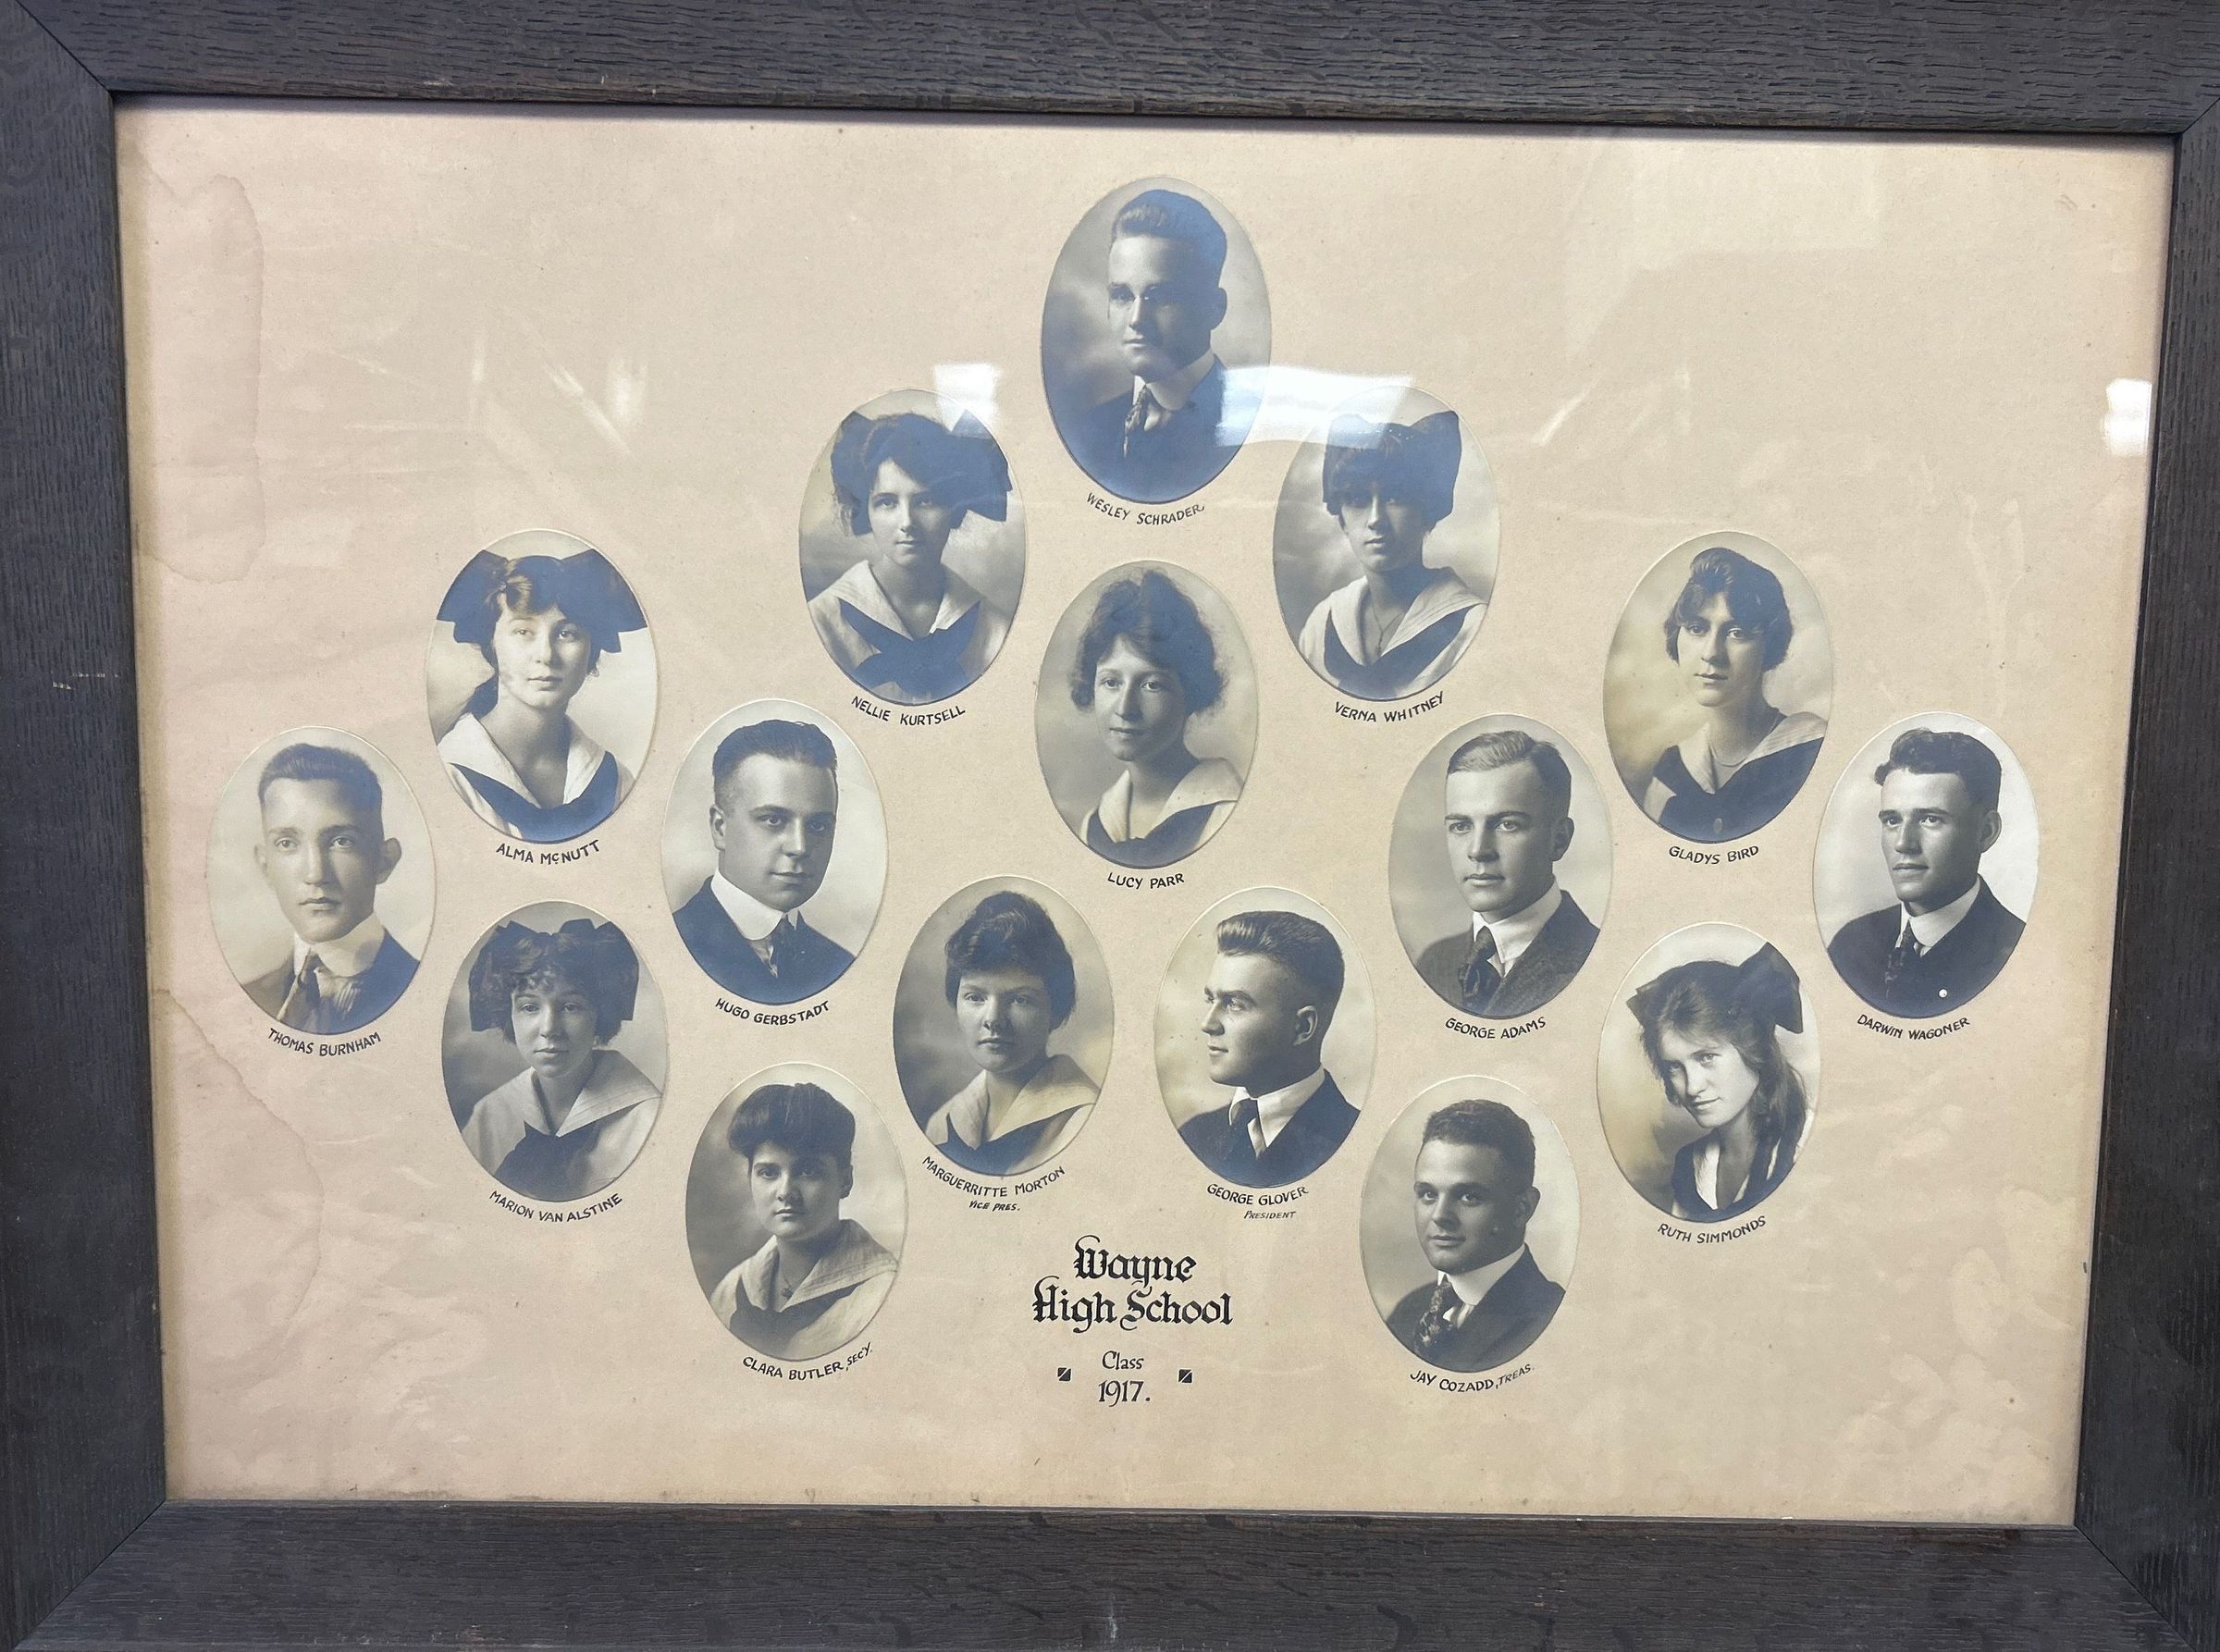 WESLEY SCHRADER
NELLIE KURTSELL
VERNA WHITNEY
ALMA McNUTT
LUCY PARR
GLADYS BIRD
THOMAS BURNHAM
HUGO GERBSTADT
GEORGE ADAMS
DARWIN WAGONER
MARION VAN ALSTINE
MARGUERRITTE MORTON
VICE PRES.
GEORGE GLOVER
PRESIDENT
RUTH SIMMONDS
CLARA BUTLER, SECY.
JAY COZADD, TREAS.
Wayne
High School
Class
1917.